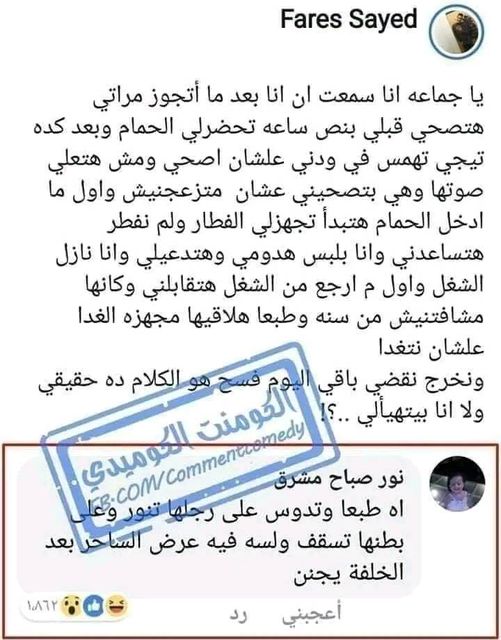 Fares Sayed
يا جماعه انا سمعت ان انا بعد ما أتجوز مراتي
هتصحي قبلي بنص ساعه تحضرلي الحمام وبعد كده
تيجي تهمس في ودني علشان اصحي ومش هتعلي
صوتها وهي بتصحيني عشان متزعجنيش واول ما
ادخل الحمام هتبدأ تجهزلي الفطار ولم نفطر
هتساعدني وانا بلبس هدومي وهتدعيلي وانا نازل
الشغل واول م ارجع من الشغل هتقابلني وكانها
مشافتنيش من سنه وطبعا هلاقيها مجهزه الغدا
علشان نتغدا
ونخرج نقضي باقي اليوم فسح هو الكلام ده حقيقي
ولا انا بيتهيألي ..؟!
الكومنت الكوميدي
FB.COM/Commentcomedy
نور صباح مشرق
اه طبعا وتدوس على رجلها تنور وعلى
بطنها تسقف ولسه فيه عرض الساحر بعد
الخلفة يجنن
١،٨٦٢
أعجبني رد